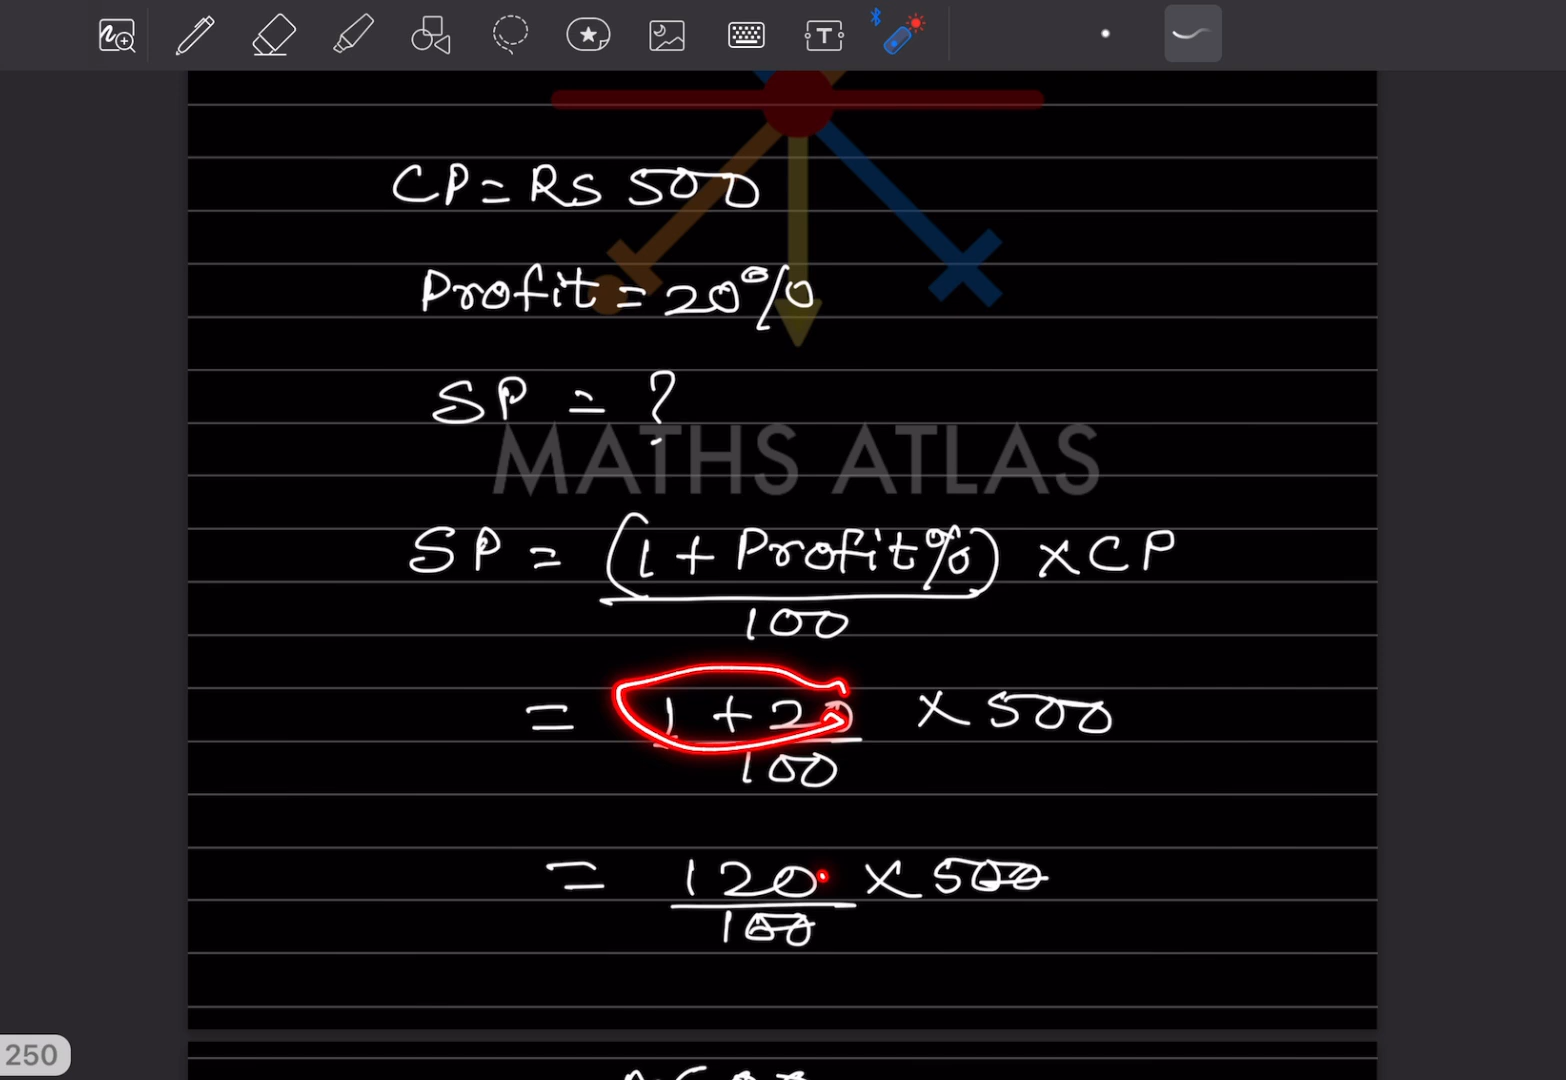 CP = Rs 500
Profit = 20%
SP = ?
MATHS ATLAS
SP = (1 + Profit%) × CP
100
= 1 + 20 × 500
100
= 120 × 500
100
250